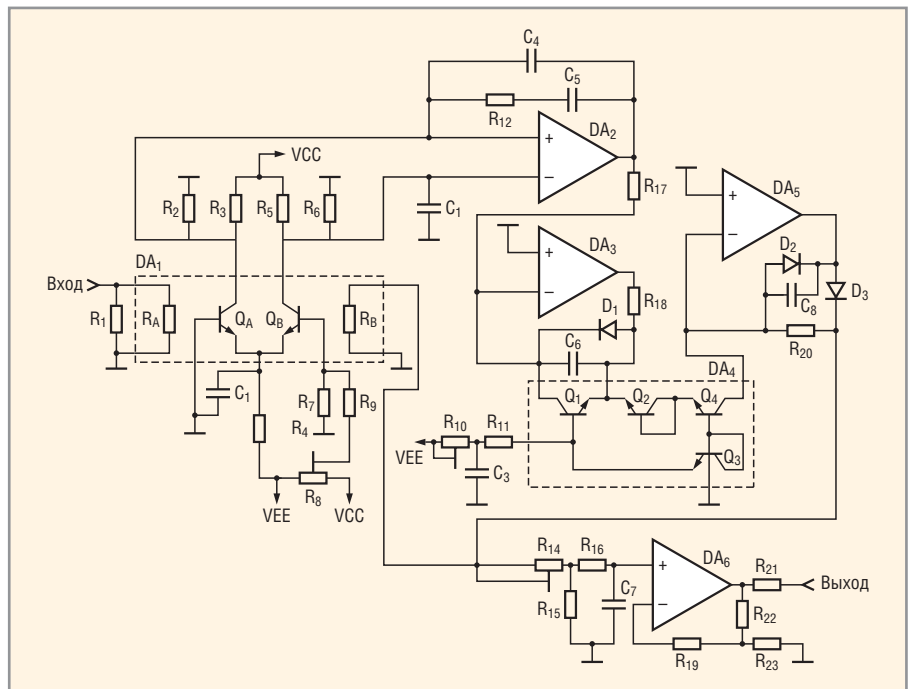 C4
C5
R12
DA2
VCC
R17
DA5
R2
R3
R5
R6
C1
DA3
D2
DA1
D3
Вход
R18
C8
R1
RA
QA
QB
RB
D1
R20
C6
DA4
C1
R7
R9
Q1
Q2
Q4
R4
R10
R11
VEE
Q3
C3
R8
VEE
VCC
R14
R16
DA6
R21
Выход
R15
C7
R22
R19
R23
+
−
+
−
+
−
+
−